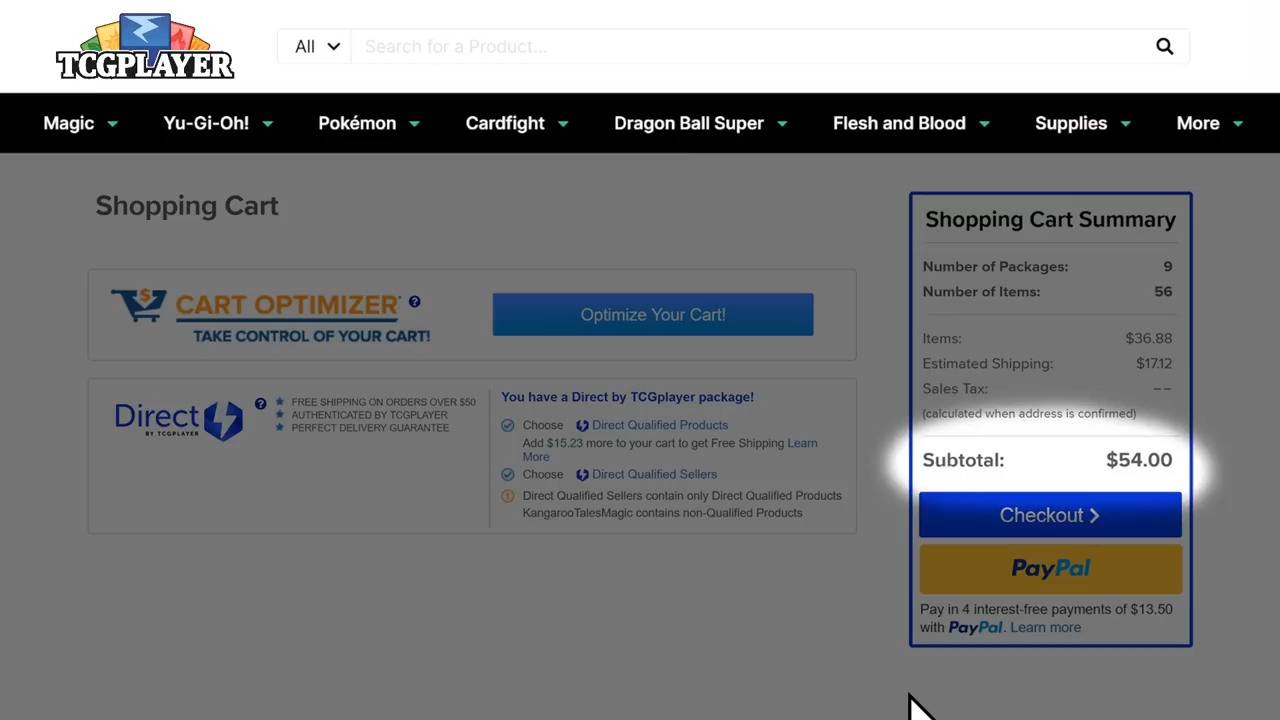 TCGPLAYER
All
Search for a Product...
Magic
Yu-Gi-Oh!
Pokémon
Cardfight
Dragon Ball Super
Flesh and Blood
Supplies
More
Shopping Cart
CART OPTIMIZER
?
TAKE CONTROL OF YOUR CART!
Optimize Your Cart!
Direct
BY TCGPLAYER
?
FREE SHIPPING ON ORDERS OVER $50
AUTHENTICATED BY TCGPLAYER
PERFECT DELIVERY GUARANTEE
You have a Direct by TCGplayer package!
Choose Direct Qualified Products
Add $15.23 more to your cart to get Free Shipping Learn
More
Choose Direct Qualified Sellers
Direct Qualified Sellers contain only Direct Qualified Products
KangarooTalesMagic contains non-Qualified Products
Shopping Cart Summary
Number of Packages: 9
Number of Items: 56
Items: $36.88
Estimated Shipping: $17.12
Sales Tax: --
(calculated when address is confirmed)
Subtotal: $54.00
Checkout
PayPal
Pay in 4 interest-free payments of $13.50
with PayPal. Learn more